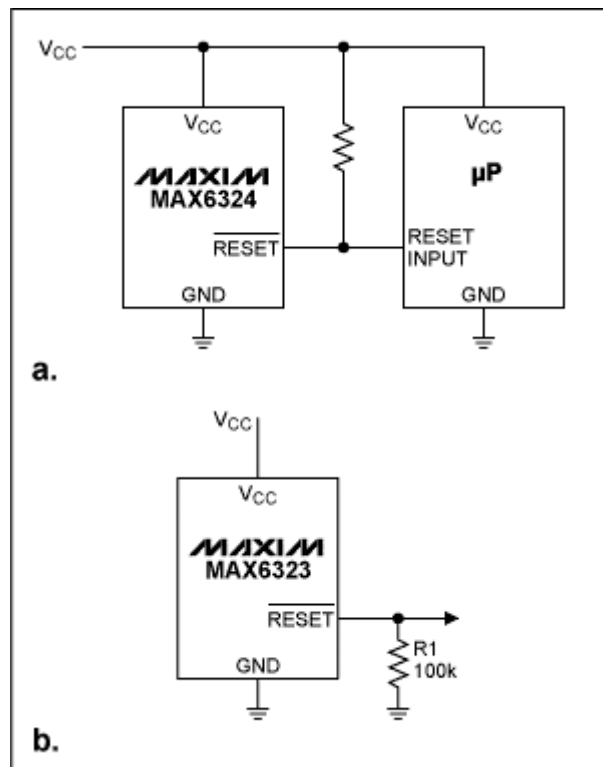 VCC
VCC
MAXIM
MAX6324
RESET
GND
VCC
µP
RESET
INPUT
GND
a.
VCC
VCC
MAXIM
MAX6323
RESET
GND
R1
100k
b.